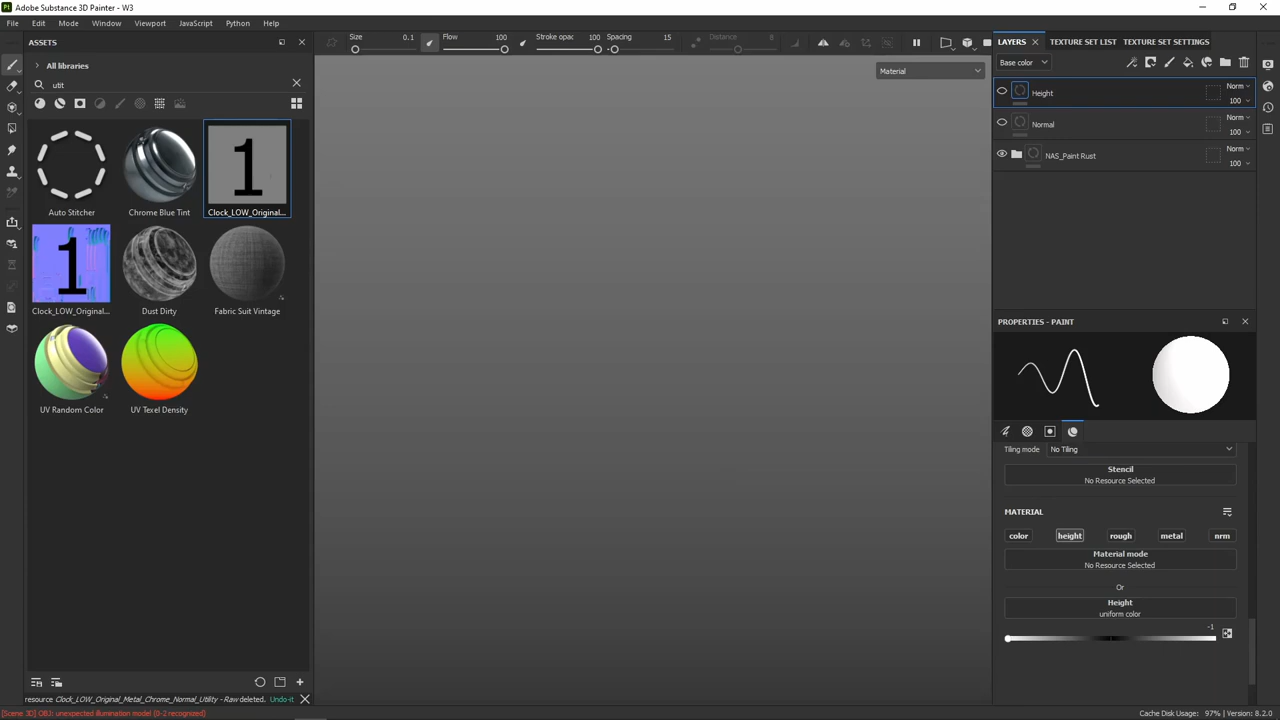 Adobe Substance 3D Painter - W3
File Edit Mode Window Viewport JavaScript Python Help
ASSETS
Size 0.1 Flow 100 Stroke opac 100 Spacing 15 Distance 8
LAYERS TEXTURE SET LIST TEXTURE SET SETTINGS
All libraries
Base color
Material
utit
Height Norm 100
Normal Norm 100
NAS_Paint Rust Norm 100
1
Auto Stitcher Chrome Blue Tint Clock_LOW_Original...
1
Clock_LOW_Original... Dust Dirty Fabric Suit Vintage
PROPERTIES - PAINT
UV Random Color UV Texel Density
Tiling mode No Tiling
Stencil
No Resource Selected
MATERIAL
color height rough metal nrm
Material mode
No Resource Selected
Or
Height
uniform color
-1
resource Clock_LOW_Original_Metal_Chrome_Normal_Utility - Raw deleted. Undo it
[Scene 3D] OBJ: unexpected illumination model (0-2 recognized)
Cache Disk Usage: 97% | Version: 8.2.0